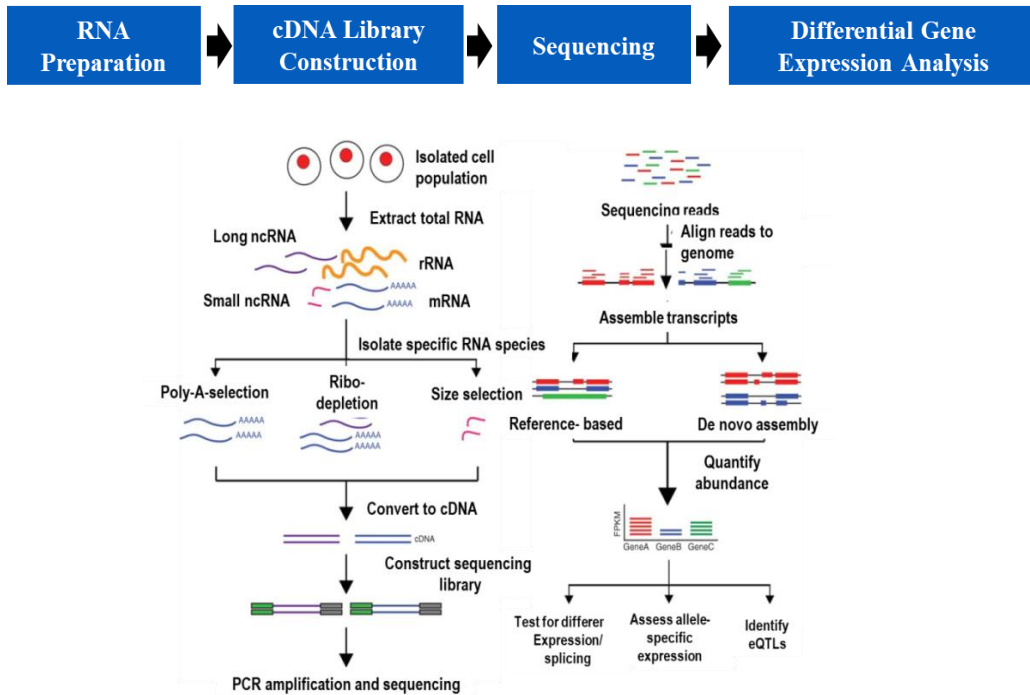 RNA
Preparation
cDNA Library
Construction
Sequencing
Differential Gene
Expression Analysis
Isolated cell
population
Extract total RNA
Long ncRNA
rRNA
Small ncRNA
AAAAA
AAAAA
mRNA
Isolate specific RNA species
Poly-A-selection
Ribo-
depletion
Size selection
AAAAA
AAAAA
AAAAA
AAAAA
Convert to cDNA
cDNA
Construct sequencing
library
PCR amplification and sequencing
Sequencing reads
Align reads to
genome
Assemble transcripts
Reference- based
De novo assembly
Quantify
abundance
FPKM
GeneA GeneB GeneC
Test for differer
Expression/
splicing
Assess allele-
specific
expression
Identify
eQTLs